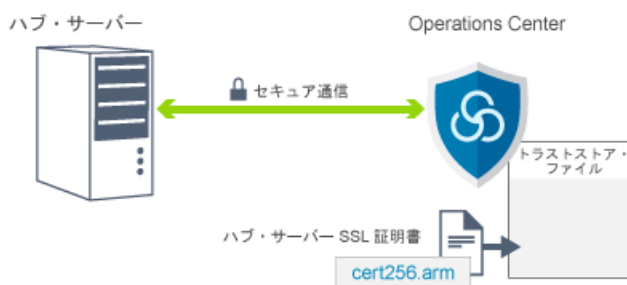 ハブ・サーバー
Operations Center
セキュア通信
トラストストア・
ファイル
ハブ・サーバー SSL 証明書
cert256.arm